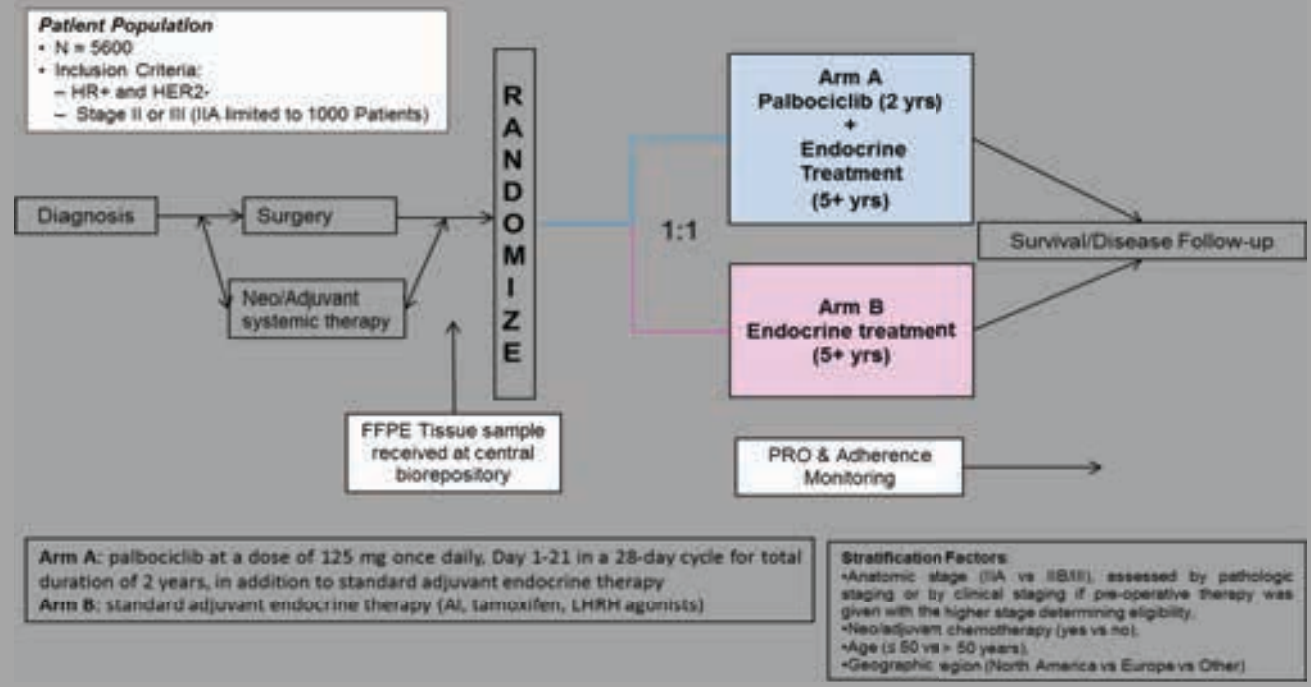 Patient Population
• N = 5600
• Inclusion Criteria:
– HR+ and HER2-
– Stage II or III (IIA limited to 1000 Patients)
Diagnosis
Surgery
Neo/Adjuvant
systemic therapy
FFPE Tissue sample
received at central
biorepository
RANDOMIZE
1:1
Arm A
Palbociclib (2 yrs)
+
Endocrine
Treatment
(5+ yrs)
Arm B
Endocrine treatment
(5+ yrs)
Survival/Disease Follow-up
PRO & Adherence
Monitoring
Arm A: palbociclib at a dose of 125 mg once daily, Day 1-21 in a 28-day cycle for total
duration of 2 years, in addition to standard adjuvant endocrine therapy
Arm B: standard adjuvant endocrine therapy (AI, tamoxifen, LHRH agonists)
Stratification Factors:
•Anatomic stage (IIA vs IIB/III), assessed by pathologic
staging or by clinical staging if pre-operative therapy was
given with the higher stage determining eligibility,
•Neo/adjuvant chemotherapy (yes vs no),
•Age (≤ 50 vs > 50 years),
•Geographic region (North America vs Europe vs Other)